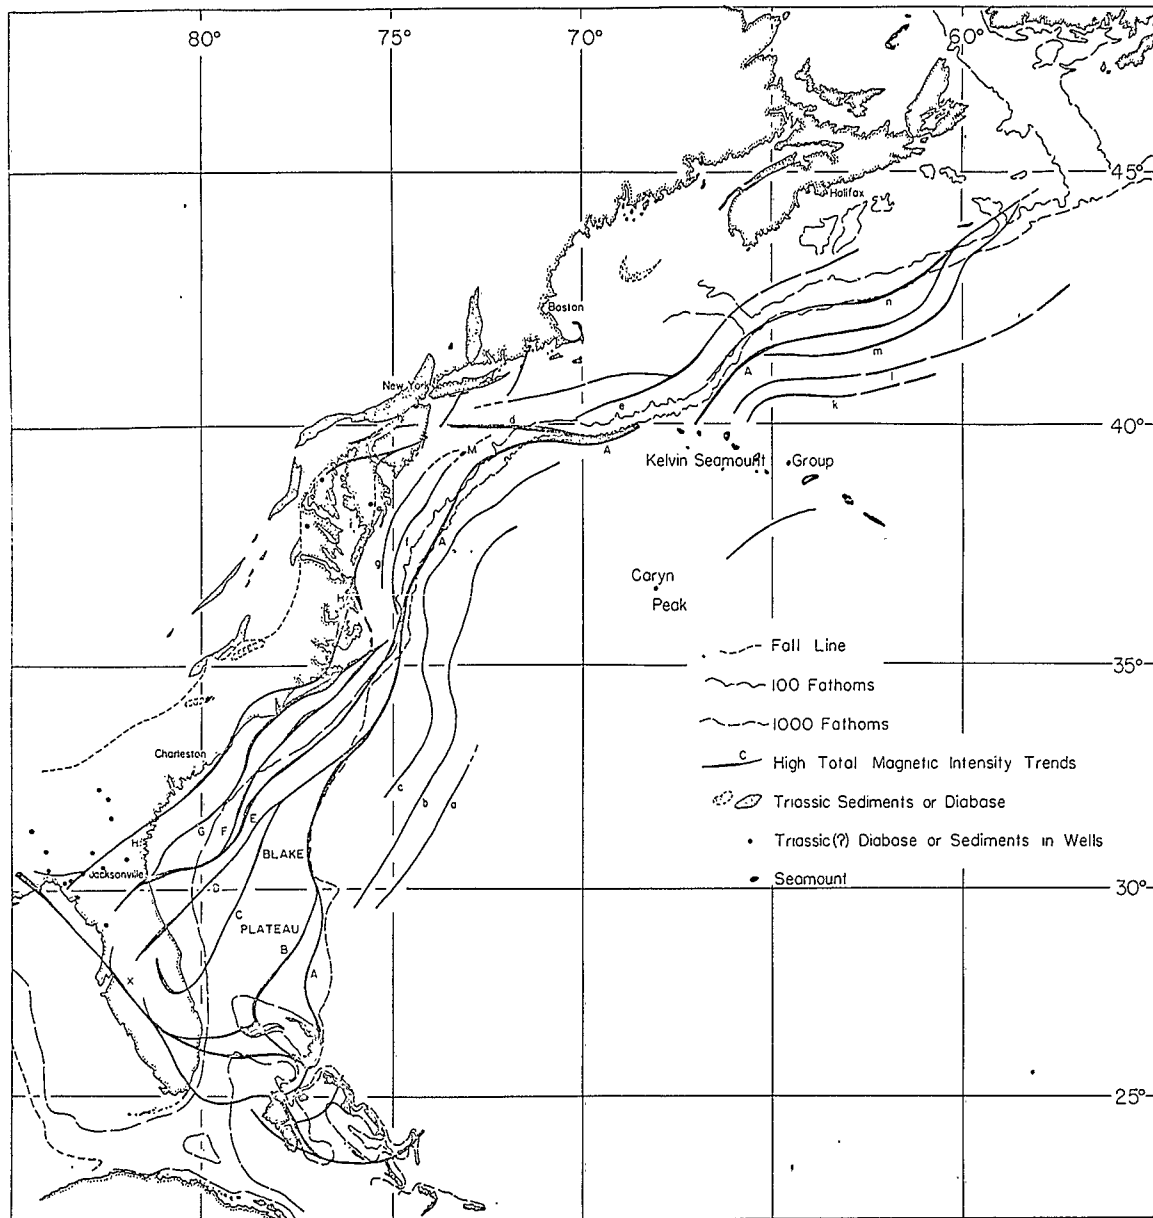 80° 75° 70° 60°
45°
Halifax
Boston
n
m
A
l
k
New York
d
e
40°
M
A
Kelvin Seamount Group
A
g
Caryn
Peak
H
Fall Line
35°
100 Fathoms
1000 Fathoms
Charleston
C
High Total Magnetic Intensity Trends
c b a
Triassic Sediments or Diabase
G F E
H
Triassic(?) Diabase or Sediments in Wells
BLAKE
Jacksonville
Seamount
D
30°
C
PLATEAU
B
A
X
25°